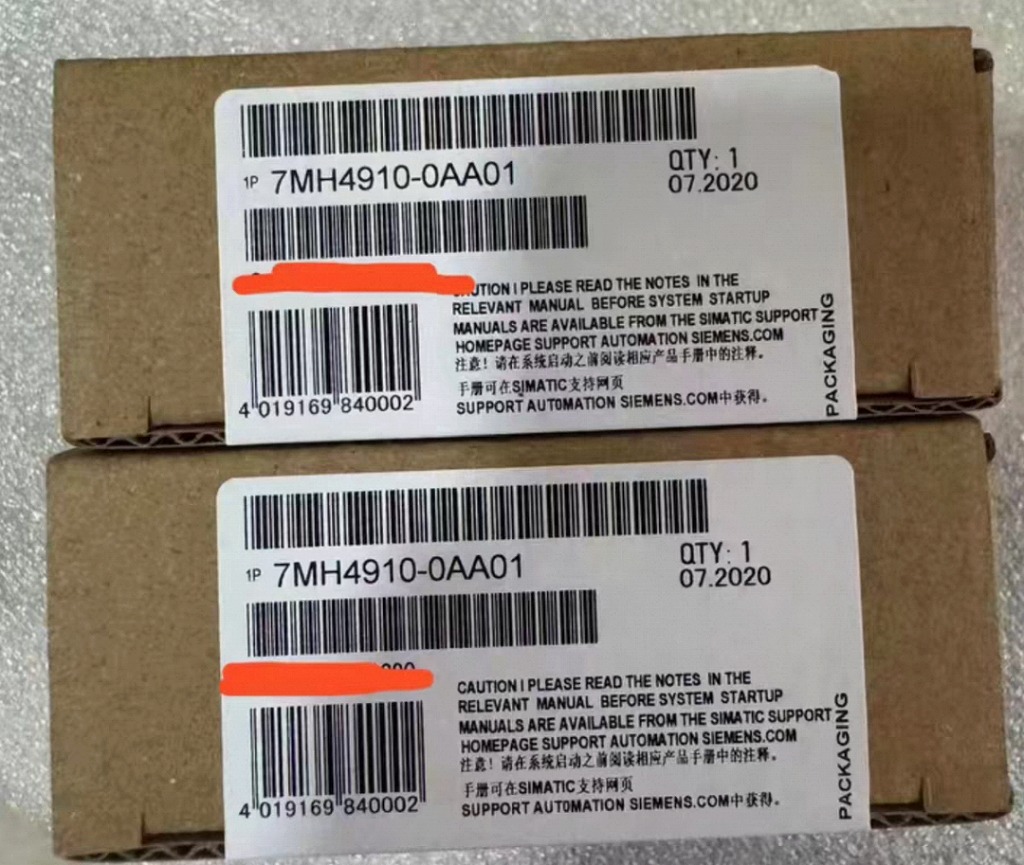 1P 7MH4910-0AA01
QTY: 1
07.2020
UTION I PLEASE READ THE NOTES IN THE
RELEVANT MANUAL BEFORE SYSTEM STARTUP
MANUALS ARE AVAILABLE FROM THE SIMATIC SUPPORT
HOMEPAGE SUPPORT AUTOMATION SIEMENS.COM
注意！请在系统启动之前阅读相应产品手册中的注释。
手册可在SIMATIC支持网页
SUPPORT AUTOMATION SIEMENS.COM中获得。
PACKAGING
4 019169 840002
1P 7MH4910-0AA01
QTY: 1
07.2020
CAUTION I PLEASE READ THE NOTES IN THE
RELEVANT MANUAL BEFORE SYSTEM STARTUP
MANUALS ARE AVAILABLE FROM THE SIMATIC SUPPORT
HOMEPAGE SUPPORT AUTOMATION SIEMENS.COM
注意！请在系统启动之前阅读相应产品手册中的注释。
手册可在SIMATIC支持网页
SUPPORT AUTOMATION SIEMENS.COM中获得。
PACKAGING
4 019169 840002